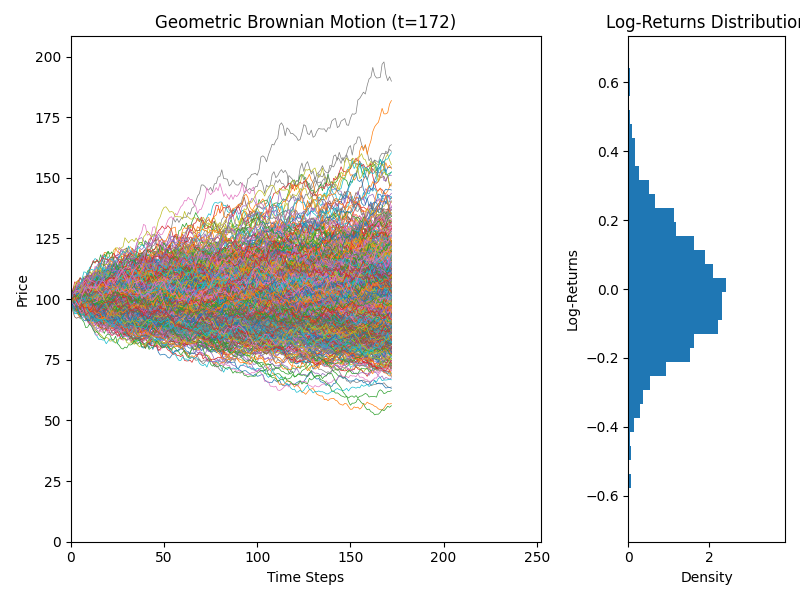 Geometric Brownian Motion (t=172)
Price
200
175
150
125
100
75
50
25
0
0 50 100 150 200 250
Time Steps
Log-Returns Distribution
Log-Returns
0.6
0.4
0.2
0.0
−0.2
−0.4
−0.6
0 2
Density